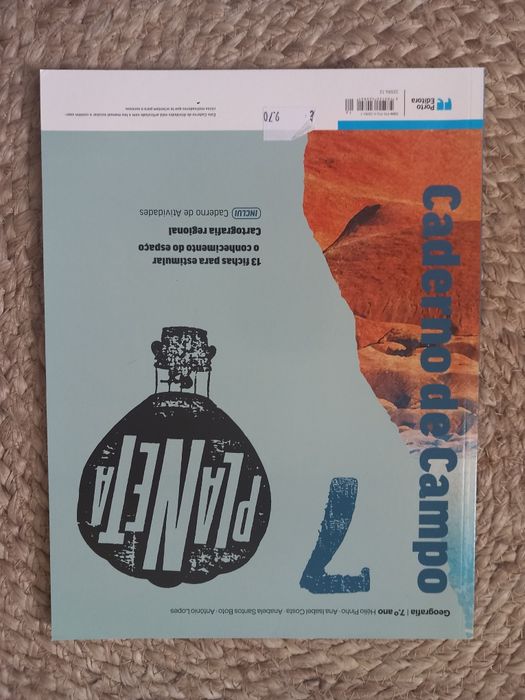 Geografia | 7.º ano Hélio Pinho · Ana Isabel Costa · Anabela Santos Boto · António Lopes
7
PLANETA
Caderno de Campo
13 fichas para estimular
o conhecimento do espaço
Cartografia regional
INCLUI Caderno de Atividades
€
9.70
Porto
Editora